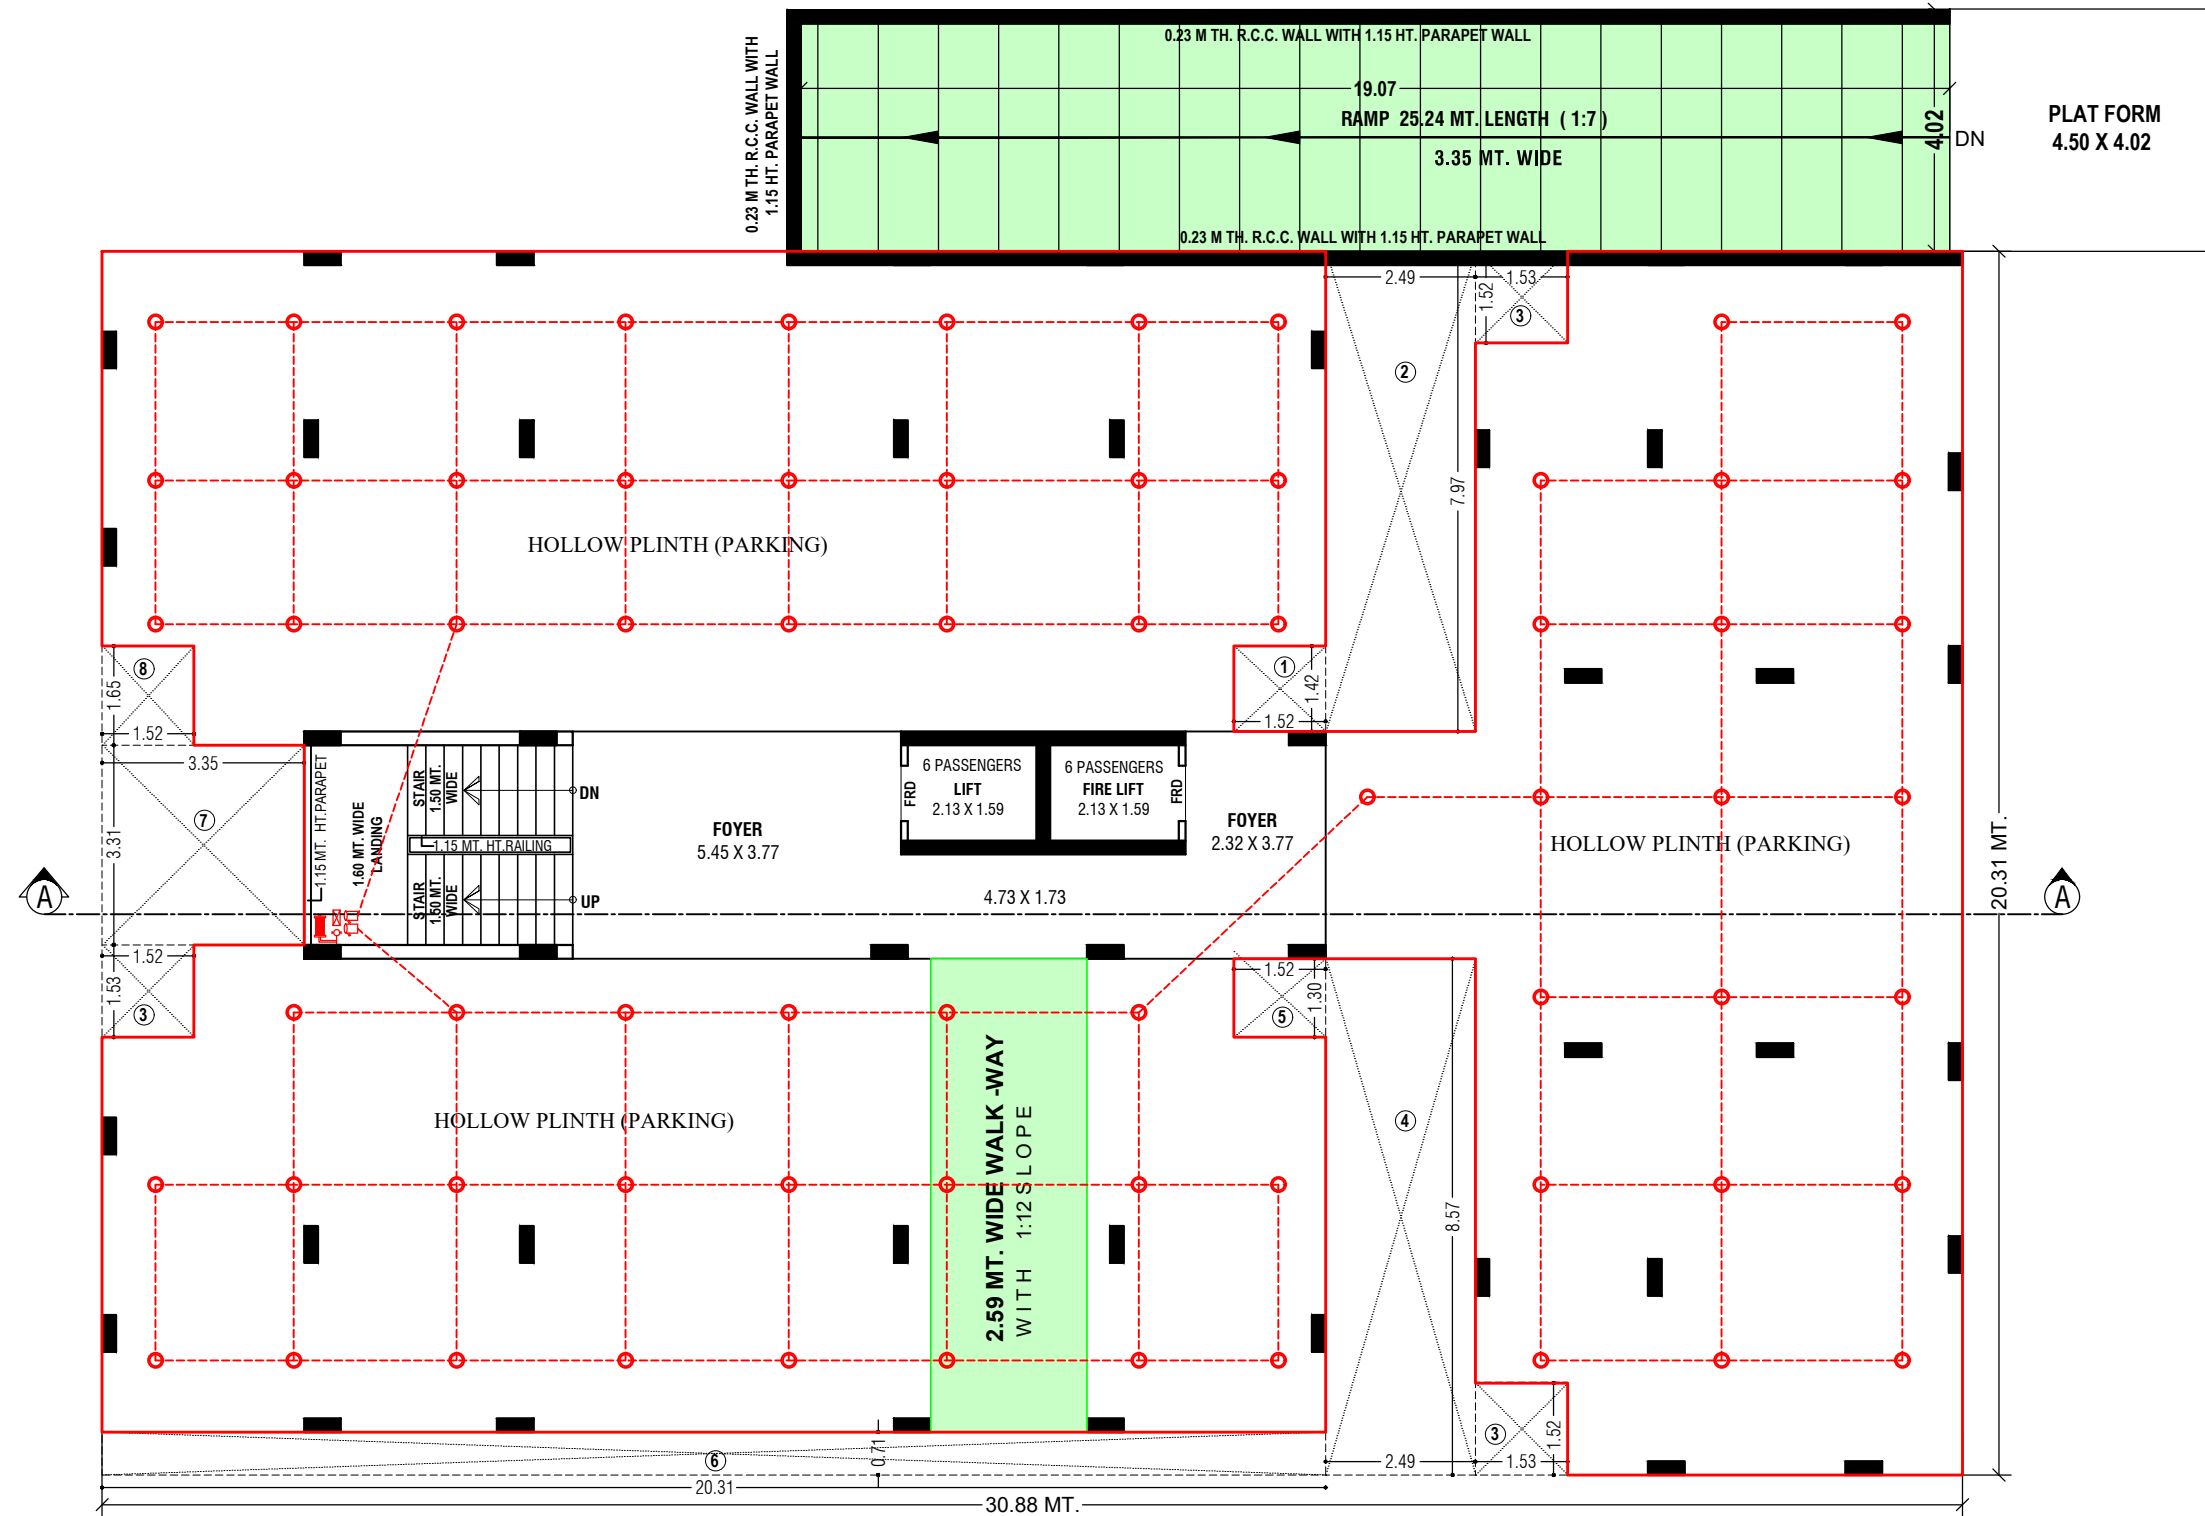 0.23 M TH. R.C.C. WALL WITH 1.15 HT. PARAPET WALL
0.23 M TH. R.C.C. WALL WITH
1.15 HT. PARAPET WALL
19.07
RAMP 25.24 MT. LENGTH ( 1:7 )
3.35 MT. WIDE
4.02
DN
PLAT FORM
4.50 X 4.02
0.23 M TH. R.C.C. WALL WITH 1.15 HT. PARAPET WALL
2.49
1.53
1.52
3
2
7.97
HOLLOW PLINTH (PARKING)
8
1.65
1.52
1
1.42
1.52
3.35
7
3.31
1.15 MT. HT.PARAPET
1.60 MT. WIDE
LANDING
STAIR
1.50 MT.
WIDE
DN
1.15 MT. HT.RAILING
STAIR
1.50 MT.
WIDE
UP
FOYER
5.45 X 3.77
FRD
6 PASSENGERS
LIFT
2.13 X 1.59
6 PASSENGERS
FIRE LIFT
2.13 X 1.59
FRD
FOYER
2.32 X 3.77
4.73 X 1.73
HOLLOW PLINTH (PARKING)
20.31 MT.
A
A
1.52
1.53
3
1.52
1.30
5
HOLLOW PLINTH (PARKING)
2.59 MT. WIDE WALK -WAY
WITH 1:12 SLOPE
4
8.57
0.71
6
2.49
3
1.53
1.52
20.31
30.88 MT.